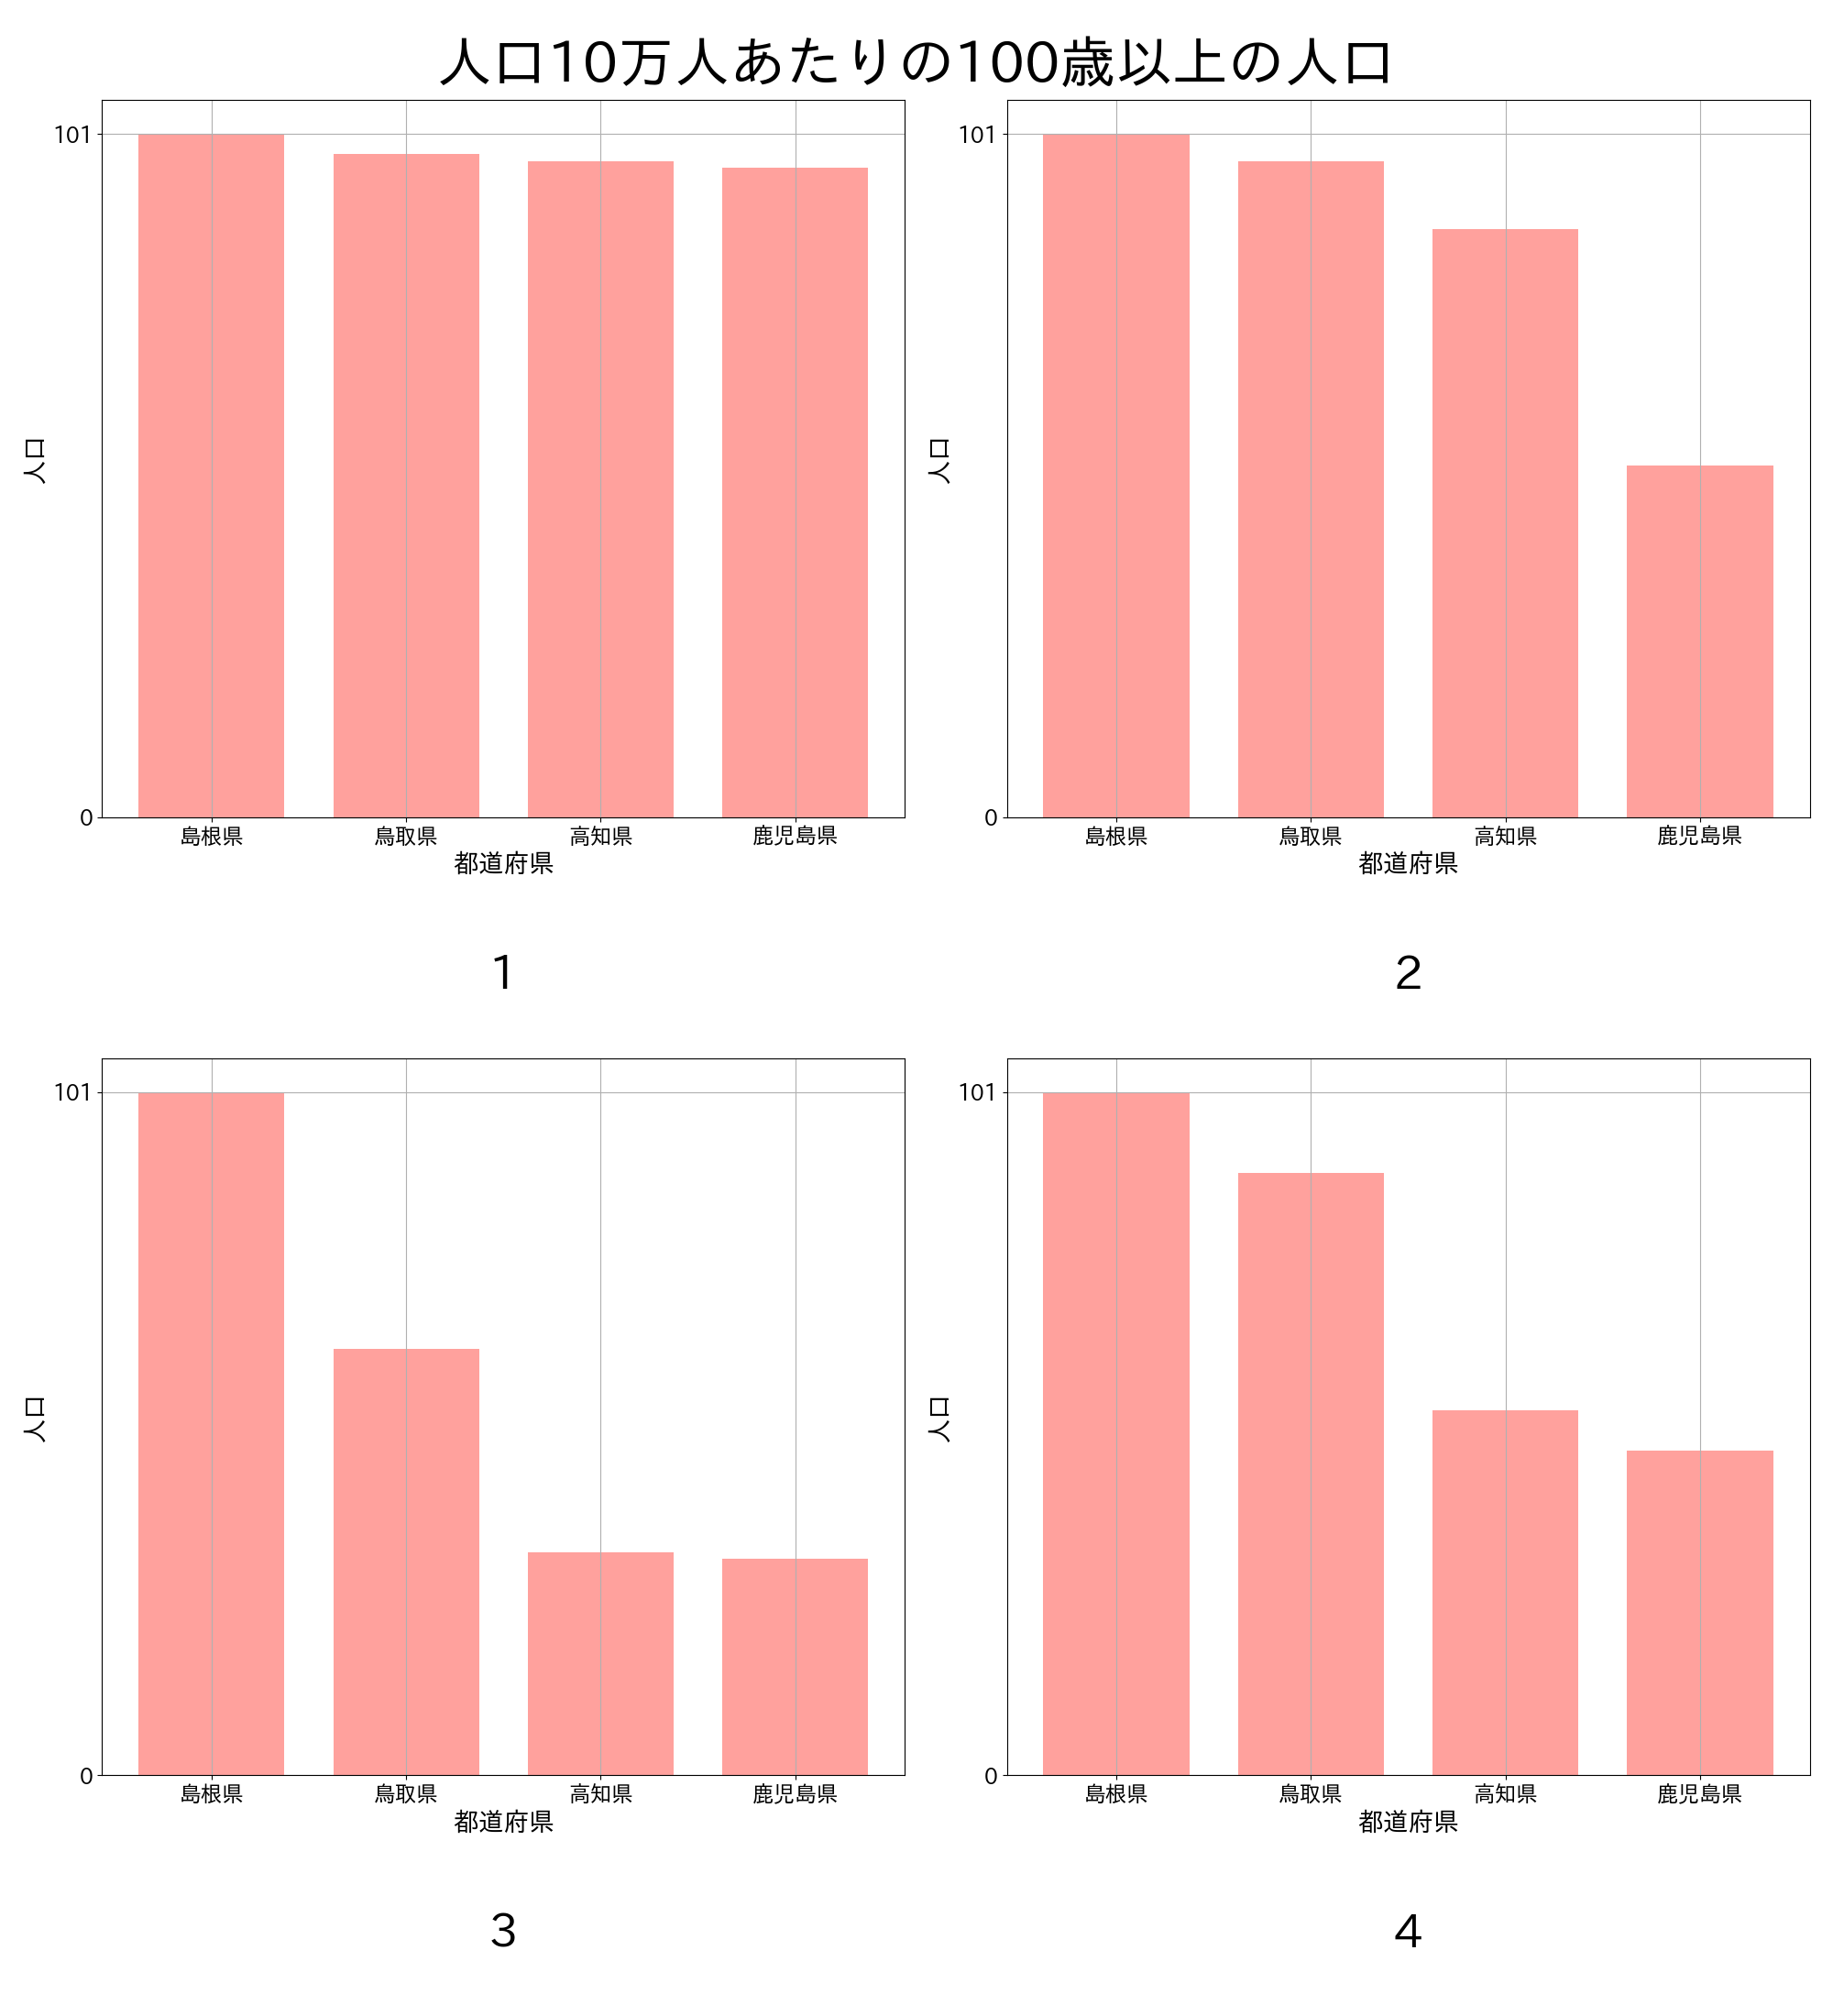 人口10万人あたりの100歳以上の人口
101
0
人口
島根県 鳥取県 高知県 鹿児島県
都道府県
1
101
0
人口
島根県 鳥取県 高知県 鹿児島県
都道府県
2
101
0
人口
島根県 鳥取県 高知県 鹿児島県
都道府県
3
101
0
人口
島根県 鳥取県 高知県 鹿児島県
都道府県
4